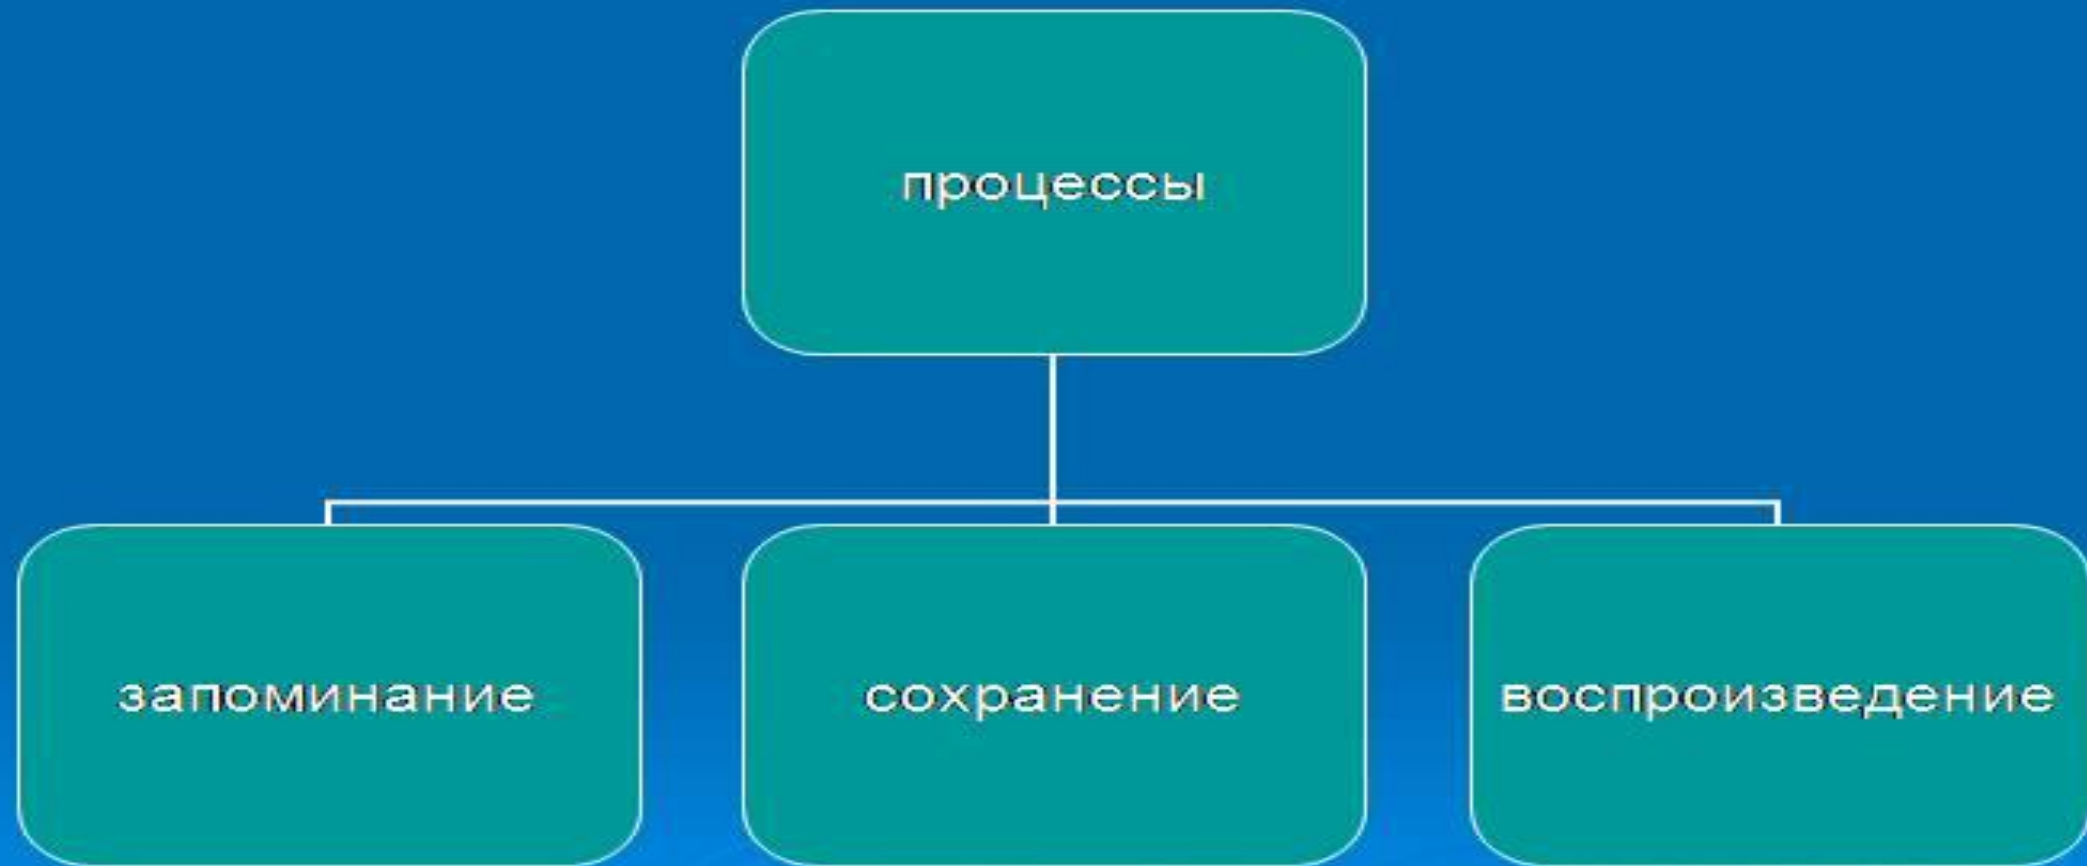 процессы
запоминание
сохранение
воспроизведение